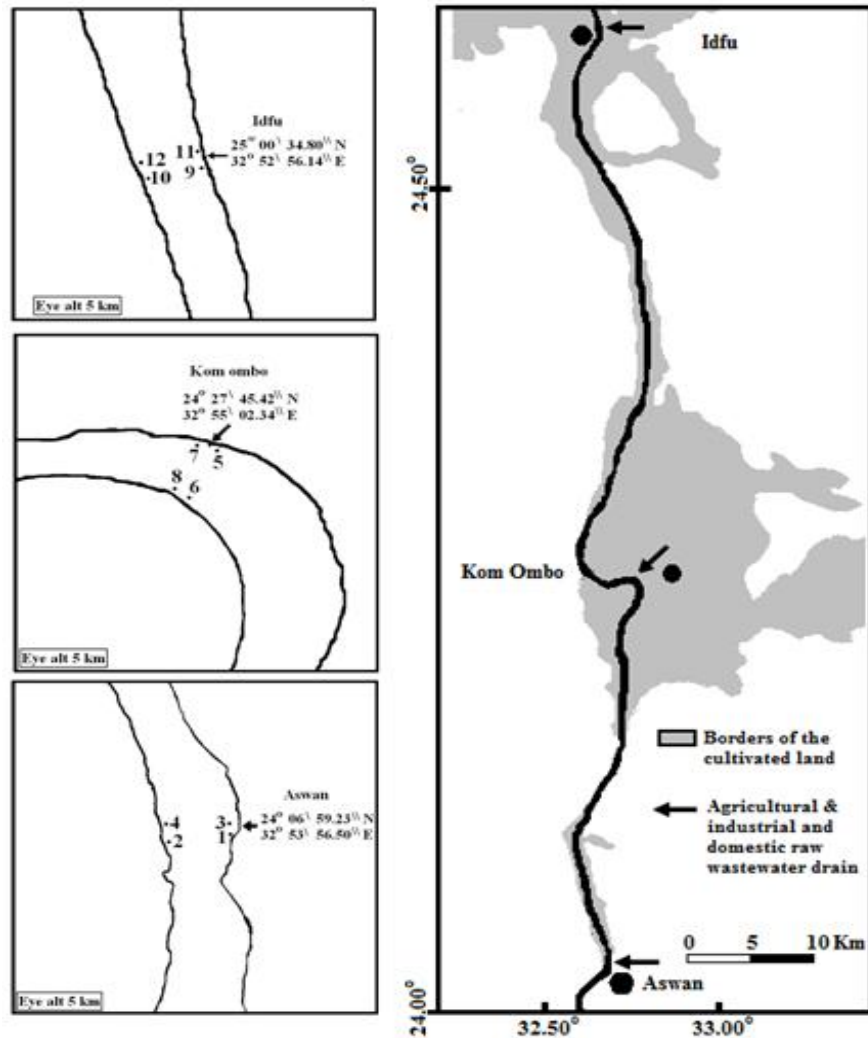 Idfu
25° 00\ 34.80\\ N
32° 52\ 56.14\\ E
12
11
10
9
Eye alt 5 km
Kom ombo
24° 27\ 45.42\\ N
32° 55\ 02.34\\ E
7
5
8
6
Eye alt 5 km
Aswan
24° 06\ 59.23\\ N
32° 53\ 56.50\\ E
4
3
2
1
Eye alt 5 km
Idfu
24.50°
Kom Ombo
Borders of the
cultivated land
Agricultural &
industrial and
domestic raw
wastewater drain
0 5 10 Km
Aswan
24.00°
32.50° 33.00°